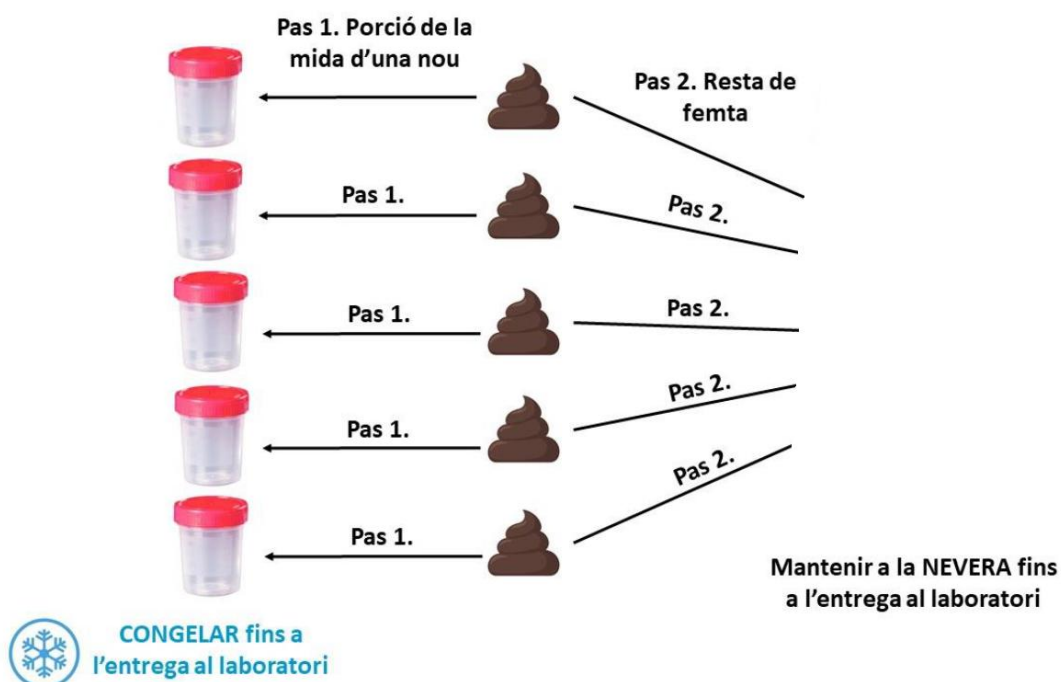 Pas 1. Porció de la
mida d'una nou
Pas 2. Resta de
femta
Pas 1.
Pas 2.
Pas 1.
Pas 2.
Pas 1.
Pas 2.
Pas 1.
Pas 2.
Mantenir a la NEVERA fins
a l'entrega al laboratori
CONGELAR fins a
l'entrega al laboratori